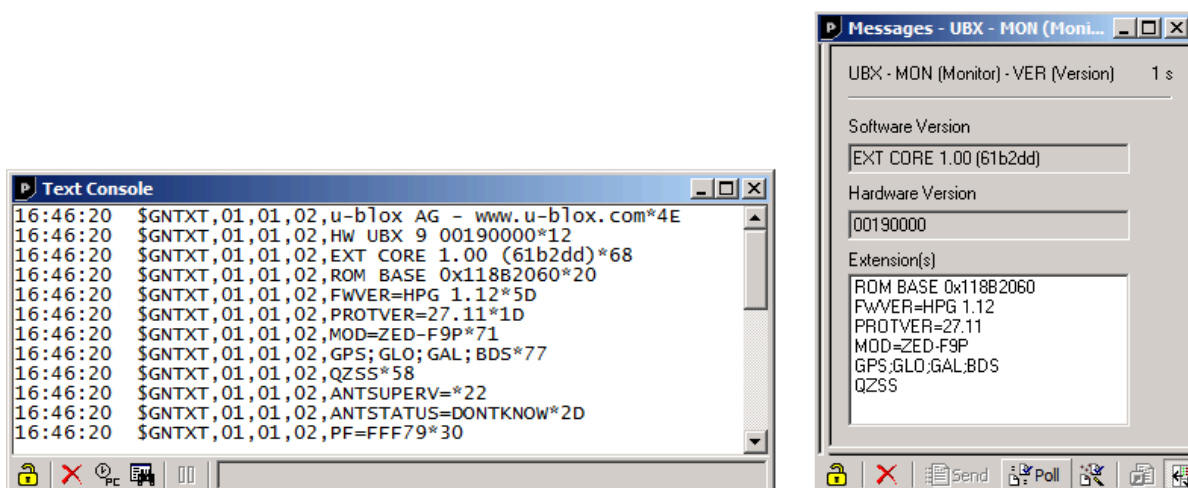 Text Console
16:46:20 $GNTXT,01,01,02,u-blox AG - www.u-blox.com*4E
16:46:20 $GNTXT,01,01,02,HW UBX 9 00190000*12
16:46:20 $GNTXT,01,01,02,EXT CORE 1.00 (61b2dd)*68
16:46:20 $GNTXT,01,01,02,ROM BASE 0x118B2060*20
16:46:20 $GNTXT,01,01,02,FWVER=HPG 1.12*5D
16:46:20 $GNTXT,01,01,02,PROTVER=27.11*1D
16:46:20 $GNTXT,01,01,02,MOD=ZED-F9P*71
16:46:20 $GNTXT,01,01,02,GPS;GLO;GAL;BDS*77
16:46:20 $GNTXT,01,01,02,QZSS*58
16:46:20 $GNTXT,01,01,02,ANTSUPERV=*22
16:46:20 $GNTXT,01,01,02,ANTSTATUS=DONTKNOW*2D
16:46:20 $GNTXT,01,01,02,PF=FFF79*30
PC
Messages - UBX - MON (Moni...
UBX - MON (Monitor) - VER (Version) 1 s
Software Version
EXT CORE 1.00 (61b2dd)
Hardware Version
00190000
Extension(s)
ROM BASE 0x118B2060
FWVER=HPG 1.12
PROTVER=27.11
MOD=ZED-F9P
GPS;GLO;GAL;BDS
QZSS
Send Poll